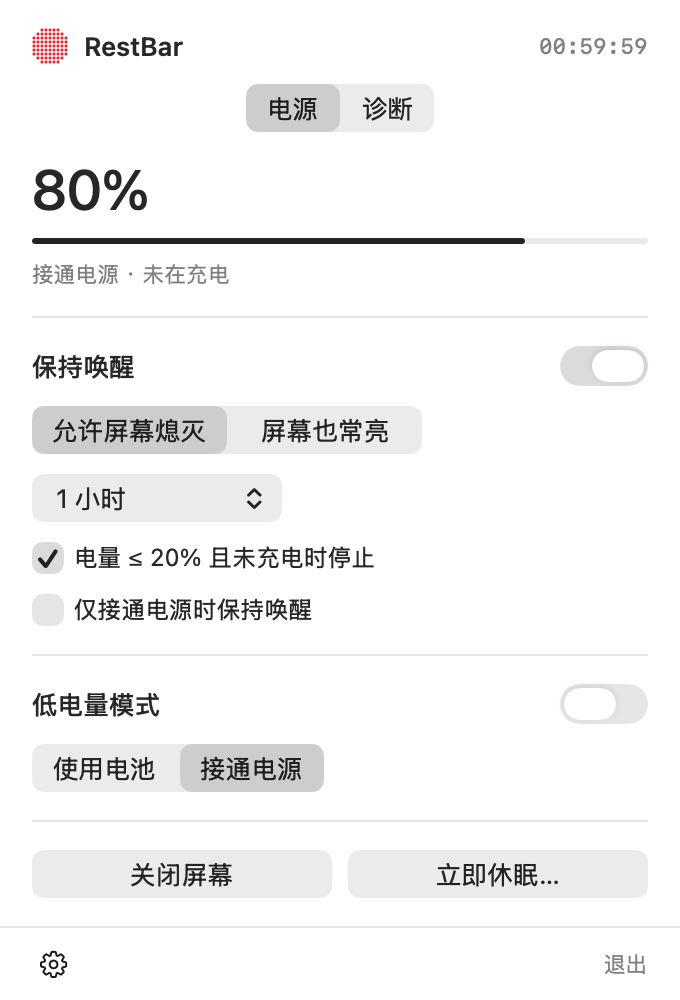 RestBar 00:59:59
电源 诊断
80%
接通电源 · 未在充电
保持唤醒
允许屏幕熄灭 屏幕也常亮
1 小时
电量 ≤ 20% 且未充电时停止
仅接通电源时保持唤醒
低电量模式
使用电池 接通电源
关闭屏幕 立即休眠...
退出